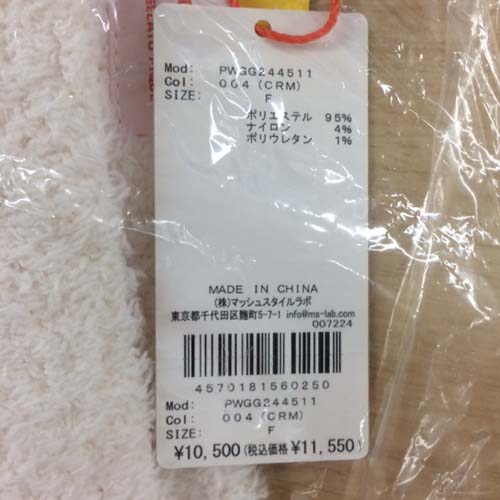 GELATO PIQUE
Mod: PWGG244511
Col: 004 (CRM)
SIZE: F
ポリエステル 95%
ナイロン 4%
ポリウレタン 1%
MADE IN CHINA
(株)マッシュスタイルラボ
東京都千代田区麹町5-7-1 info@ms-lab.com
007224
4570181560250
Mod: PWGG244511
Col: 004 (CRM)
SIZE: F
¥10,500(税込価格¥11,550)